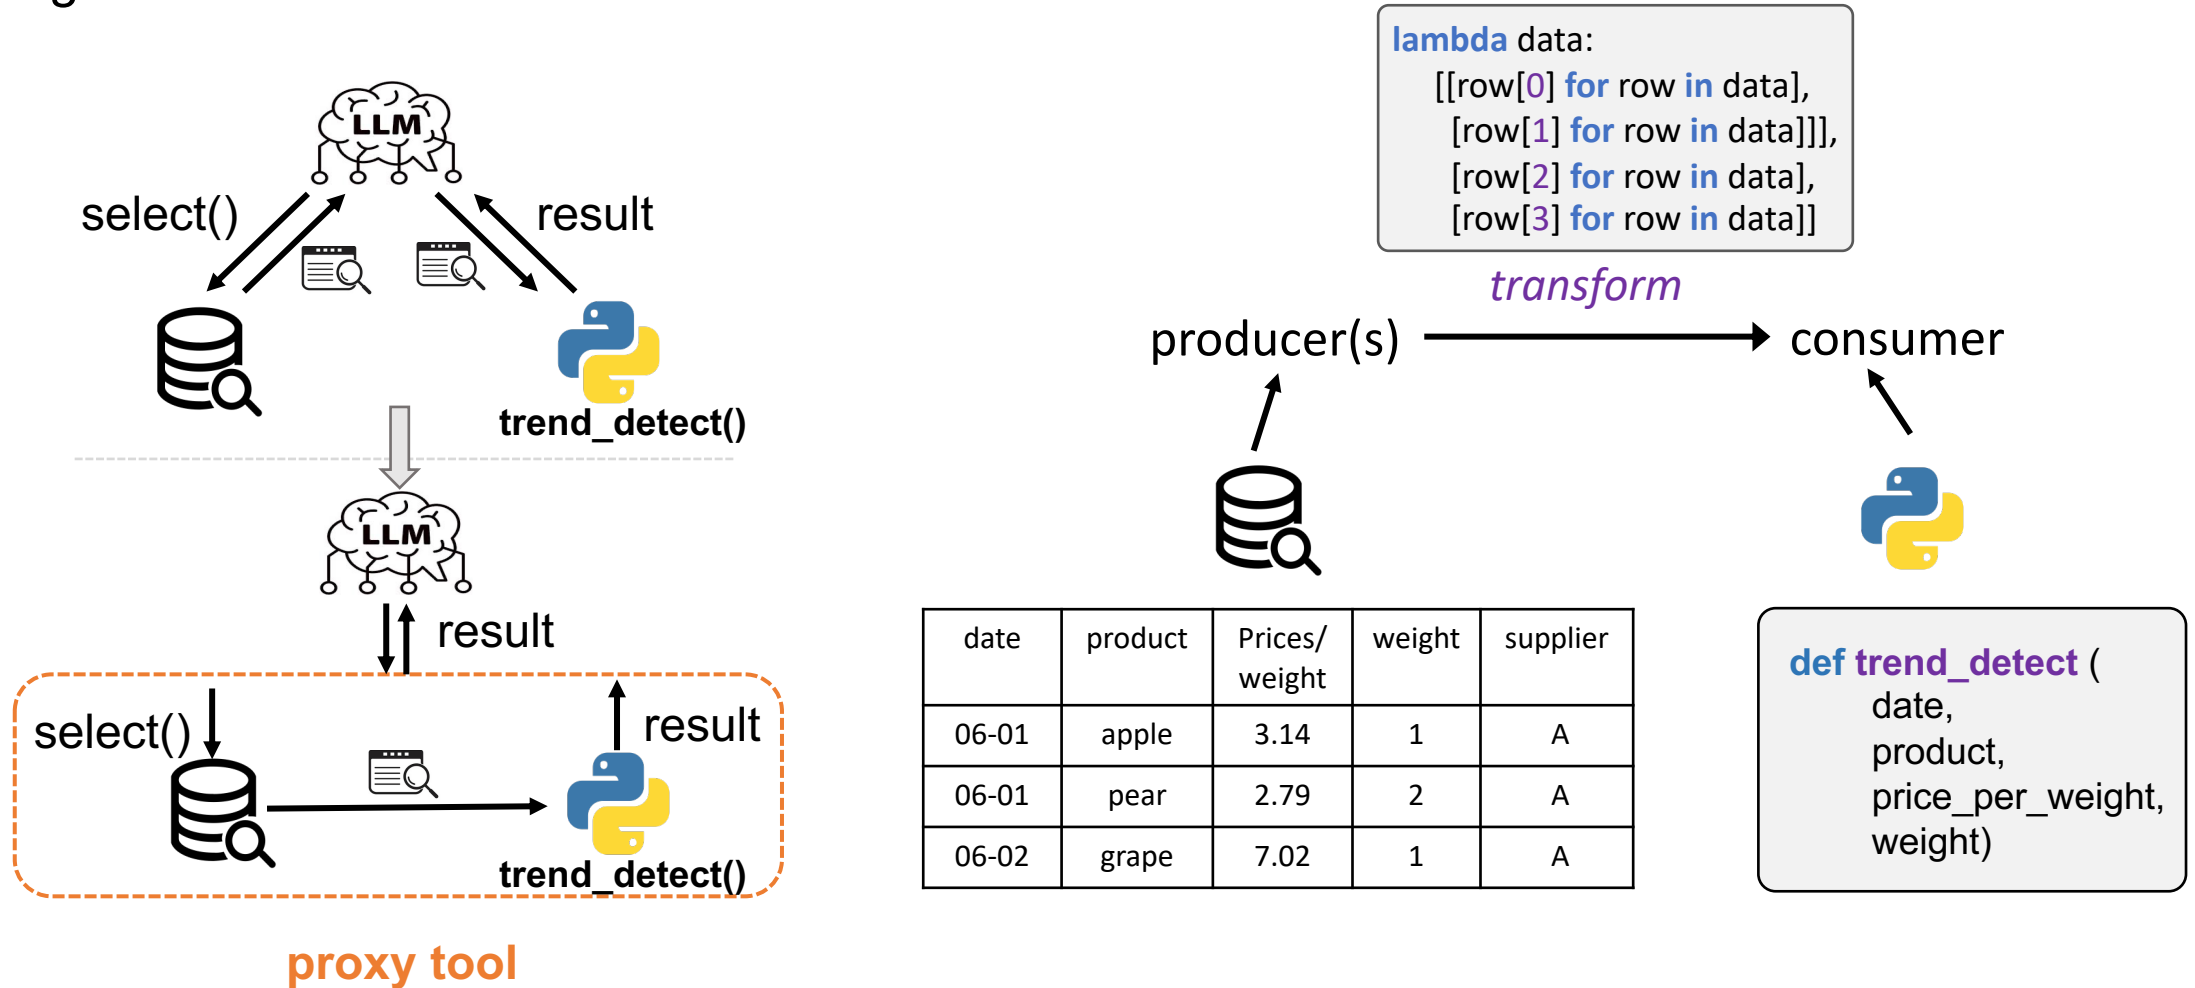 LLM
select()
result
trend_detect()
LLM
result
select()
result
trend_detect()
proxy tool
lambda data:
[[row[0] for row in data],
[row[1] for row in data]]],
[row[2] for row in data],
[row[3] for row in data]]
transform
producer(s)
consumer
date product Prices/ weight supplier
weight
06-01 apple 3.14 1 A
06-01 pear 2.79 2 A
06-02 grape 7.02 1 A
def trend_detect (
date,
product,
price_per_weight,
weight)